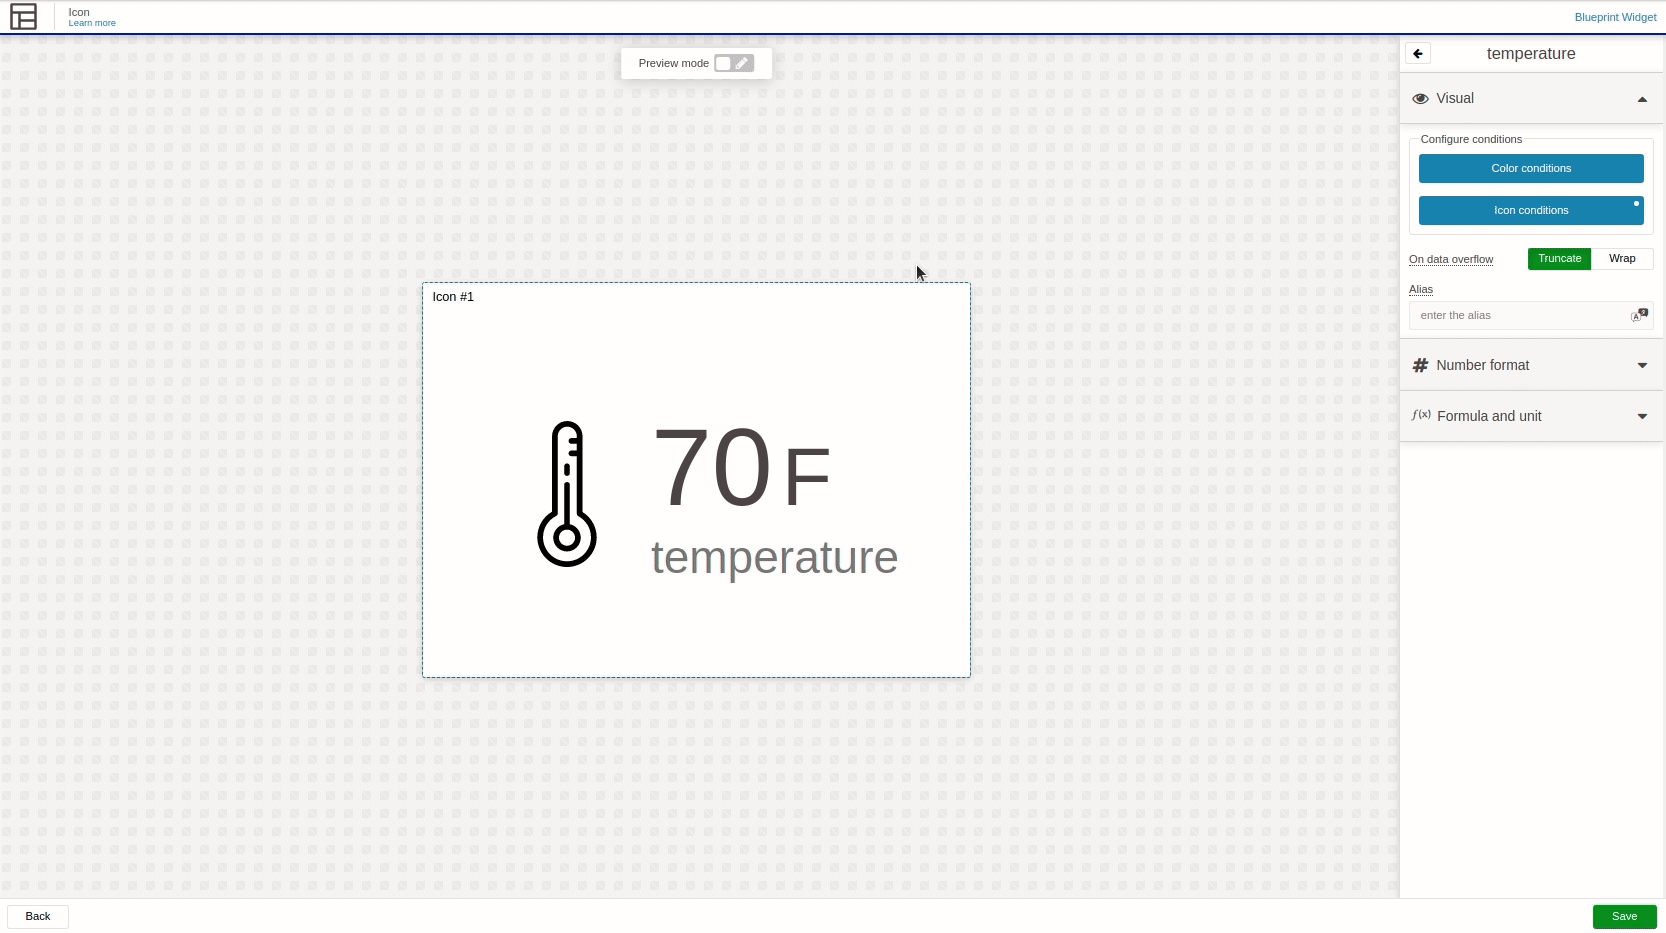 Icon
Learn more
Blueprint Widget
Preview mode
temperature
Visual
Configure conditions
Color conditions
Icon conditions
On data overflow
Truncate
Wrap
Alias
enter the alias
Number format
f(x) Formula and unit
Icon #1
70 F
temperature
Back
Save